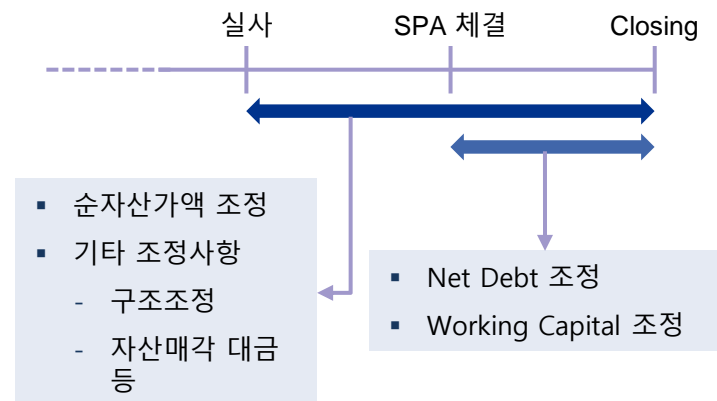 실사 SPA 체결 Closing
▪ 순자산가액 조정
▪ 기타 조정사항
- 구조조정
- 자산매각 대금
등
▪ Net Debt 조정
▪ Working Capital 조정